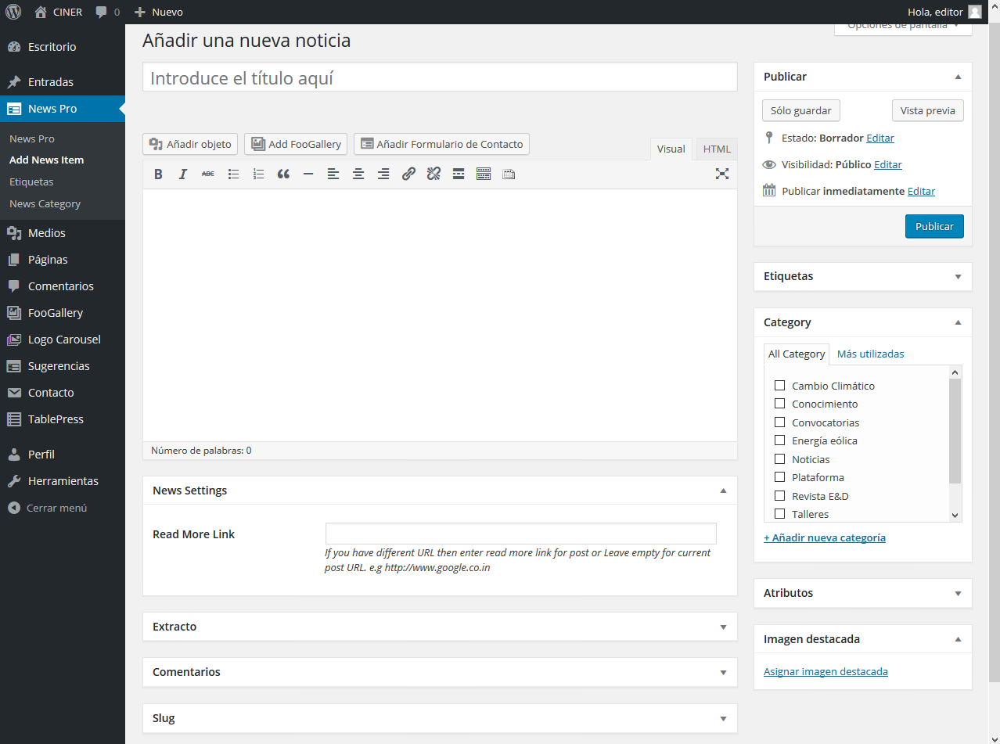 CINER 0 Nuevo Hola, editor
Opciones de pantalla
Escritorio
Entradas
News Pro
News Pro
Add News Item
Etiquetas
News Category
Medios
Páginas
Comentarios
FooGallery
Logo Carousel
Sugerencias
Contacto
TablePress
Perfil
Herramientas
Cerrar menú
Añadir una nueva noticia
Introduce el título aquí
Añadir objeto Add FooGallery Añadir Formulario de Contacto
Visual HTML
B I ABC
Número de palabras: 0
News Settings
Read More Link
If you have different URL then enter read more link for post or Leave empty for current
post URL. e.g http://www.google.co.in
Extracto
Comentarios
Slug
Publicar
Sólo guardar Vista previa
Estado: Borrador Editar
Visibilidad: Público Editar
Publicar inmediatamente Editar
Publicar
Etiquetas
Category
All Category Más utilizadas
Cambio Climático
Conocimiento
Convocatorias
Energía eólica
Noticias
Plataforma
Revista E&D
Talleres
+ Añadir nueva categoría
Atributos
Imagen destacada
Asignar imagen destacada